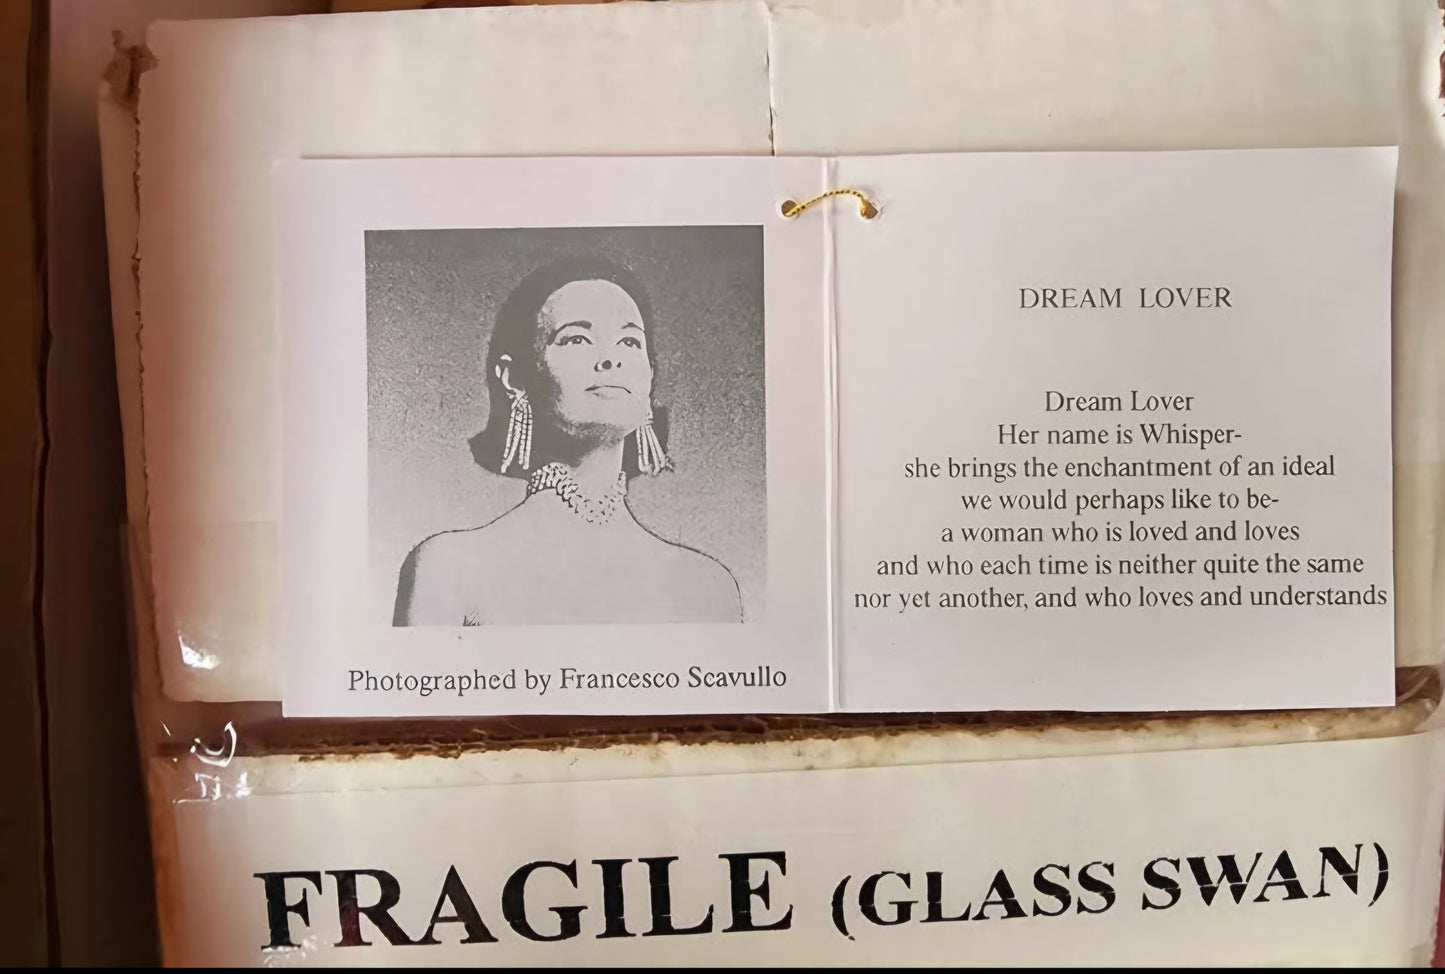 Photographed by Francesco Scavullo
DREAM LOVER
Dream Lover
Her name is Whisper-
she brings the enchantment of an ideal
we would perhaps like to be-
a woman who is loved and loves
and who each time is neither quite the same
nor yet another, and who loves and understands
FRAGILE (GLASS SWAN)